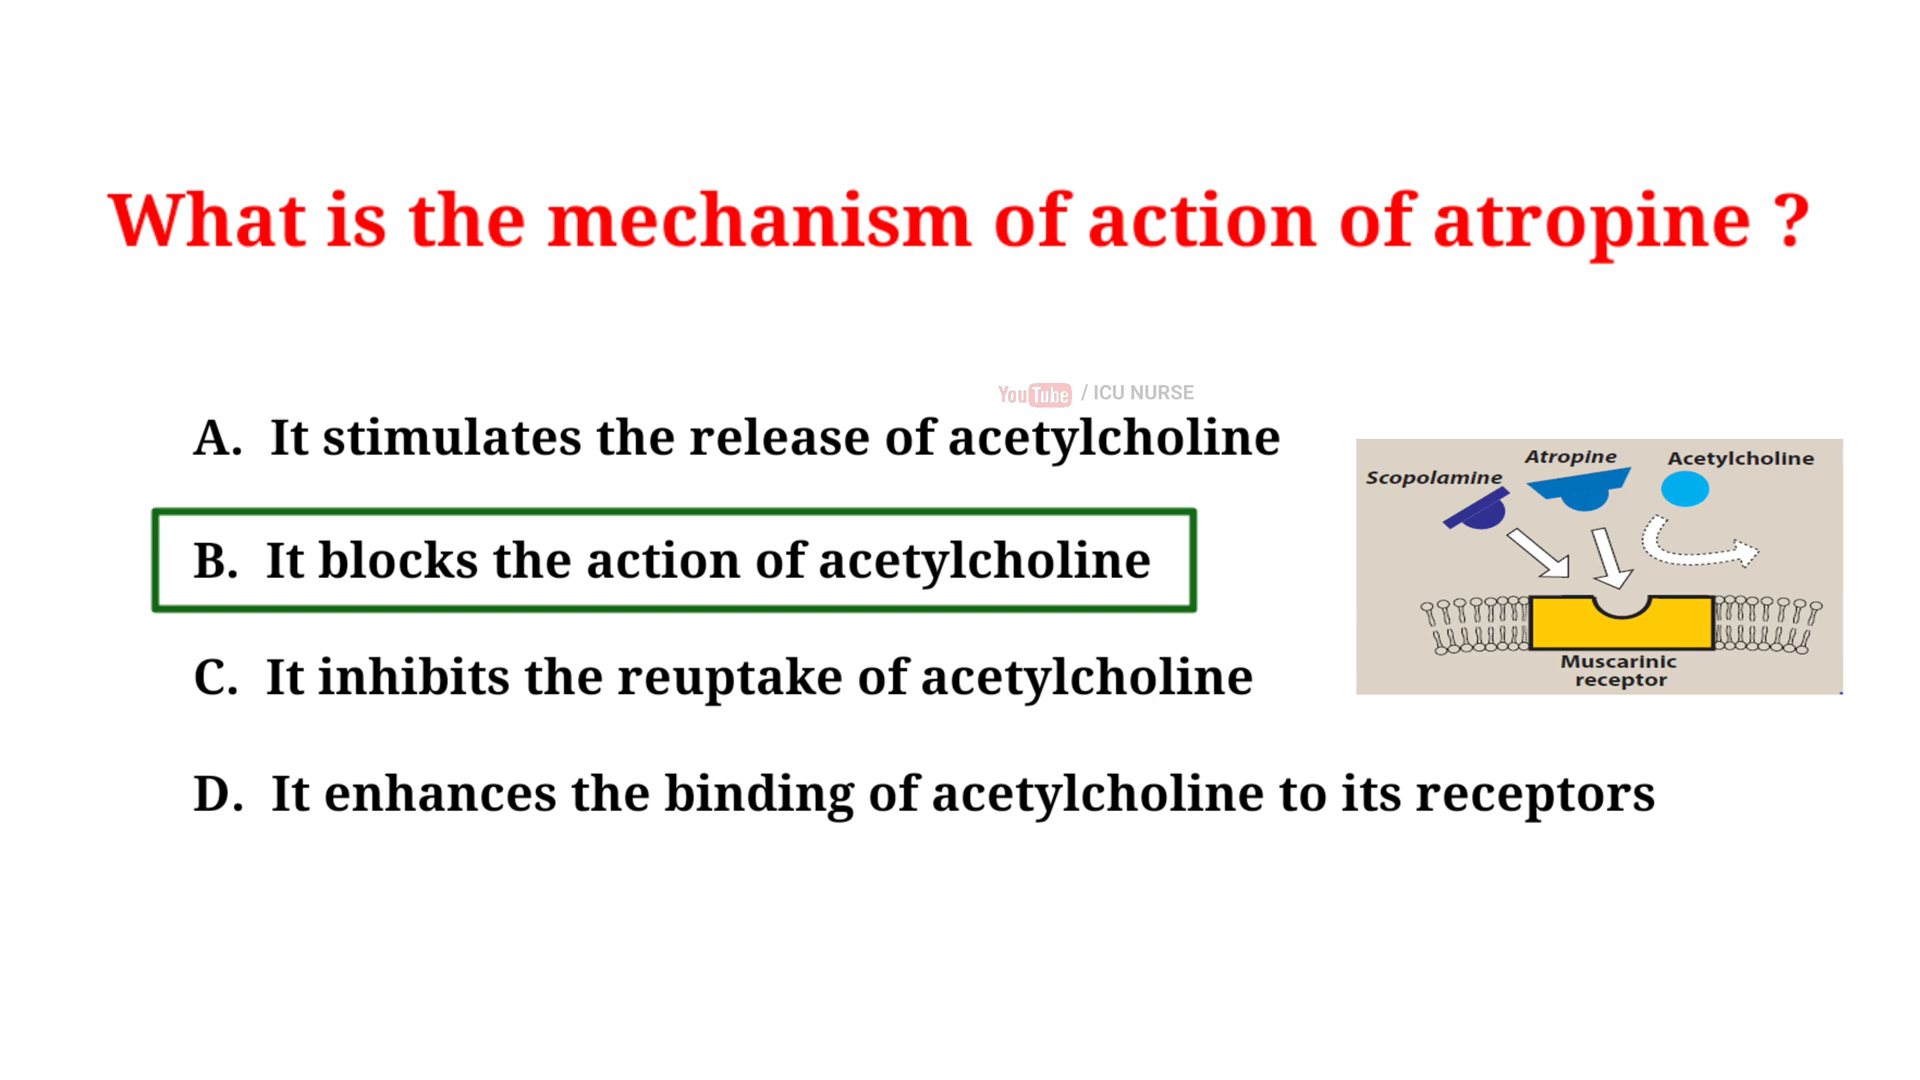 What is the mechanism of action of atropine ?
YouTube / ICU NURSE
A. It stimulates the release of acetylcholine
B. It blocks the action of acetylcholine
C. It inhibits the reuptake of acetylcholine
D. It enhances the binding of acetylcholine to its receptors
Scopolamine
Atropine
Acetylcholine
Muscarinic
receptor